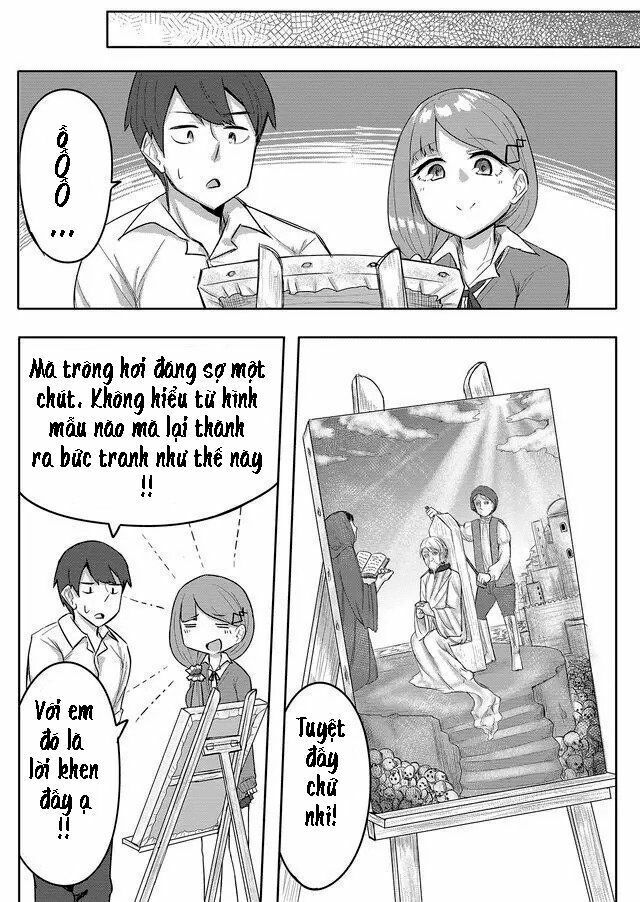 ồ
Ồ
Ồ
...
Mà trông hơi đáng sợ một
chút. Không hiểu từ hình
mẫu nào mà lại thành
ra bức tranh như thế này
!!
Tuyệt
đấy
chứ
nhỉ!
Với em
đó là
lời khen
đấy ạ
!!